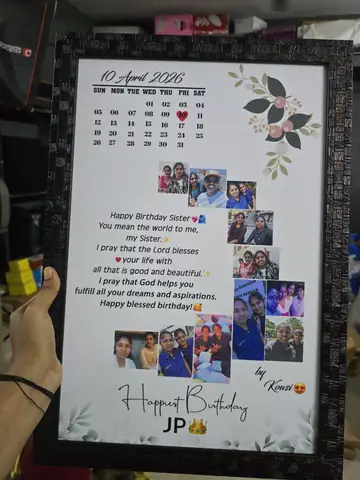 10 April 2026
SUN MON TUE WED THU FRI SAT
01 02 03 04
05 06 07 08 09 10 11
12 13 14 15 16 17 18
19 20 21 22 23 24 25
26 27 28 29 30 31
Happy Birthday Sister💖🫂
You mean the world to me,
my Sister.✨
I pray that the Lord blesses
❤️your life with
all that is good and beautiful.✨
I pray that God helps you
fulfill all your dreams and aspirations.
Happy blessed birthday!🥰
by
Kowsi😍
Happiest Birthday
JP👑